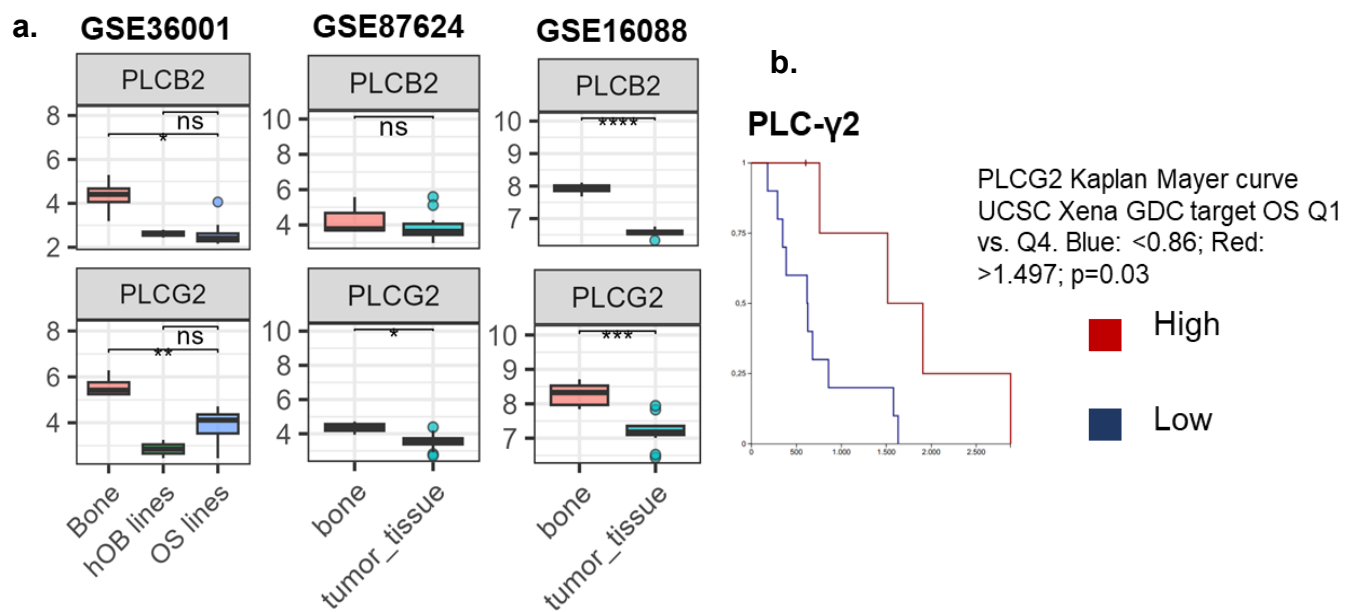 a.
GSE36001
GSE87624
GSE16088
PLCB2
8
6
4
2
ns
*
PLCB2
10
8
6
4
ns
PLCB2
10
9
8
7
****
PLCG2
8
6
4
ns
**
Bone
hOB lines
OS lines
PLCG2
10
8
6
4
*
bone
tumor_tissue
PLCG2
10
9
8
7
***
bone
tumor_tissue
b.
PLC-γ2
1
0,75
0,5
0,25
0
0
500
1.000
1.500
2.000
2.500
PLCG2 Kaplan Mayer curve
UCSC Xena GDC target OS Q1
vs. Q4. Blue: <0.86; Red:
>1.497; p=0.03
High
Low